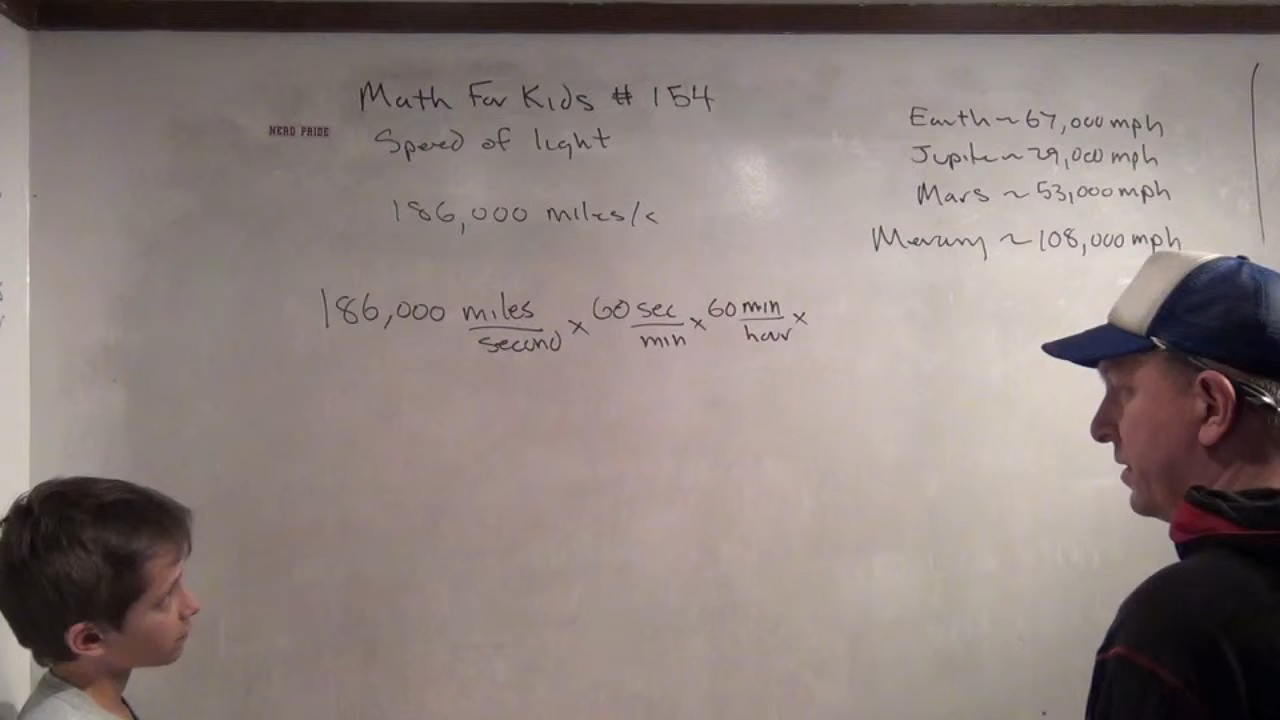 Math For Kids # 154
NERD PRIDE
Speed of light
186,000 miles/s
Earth ~ 67,000 mph
Jupiter ~ 29,000 mph
Mars ~ 53,000 mph
Mercury ~ 108,000 mph
186,000 miles/second × 60 sec/min × 60 min/hour ×